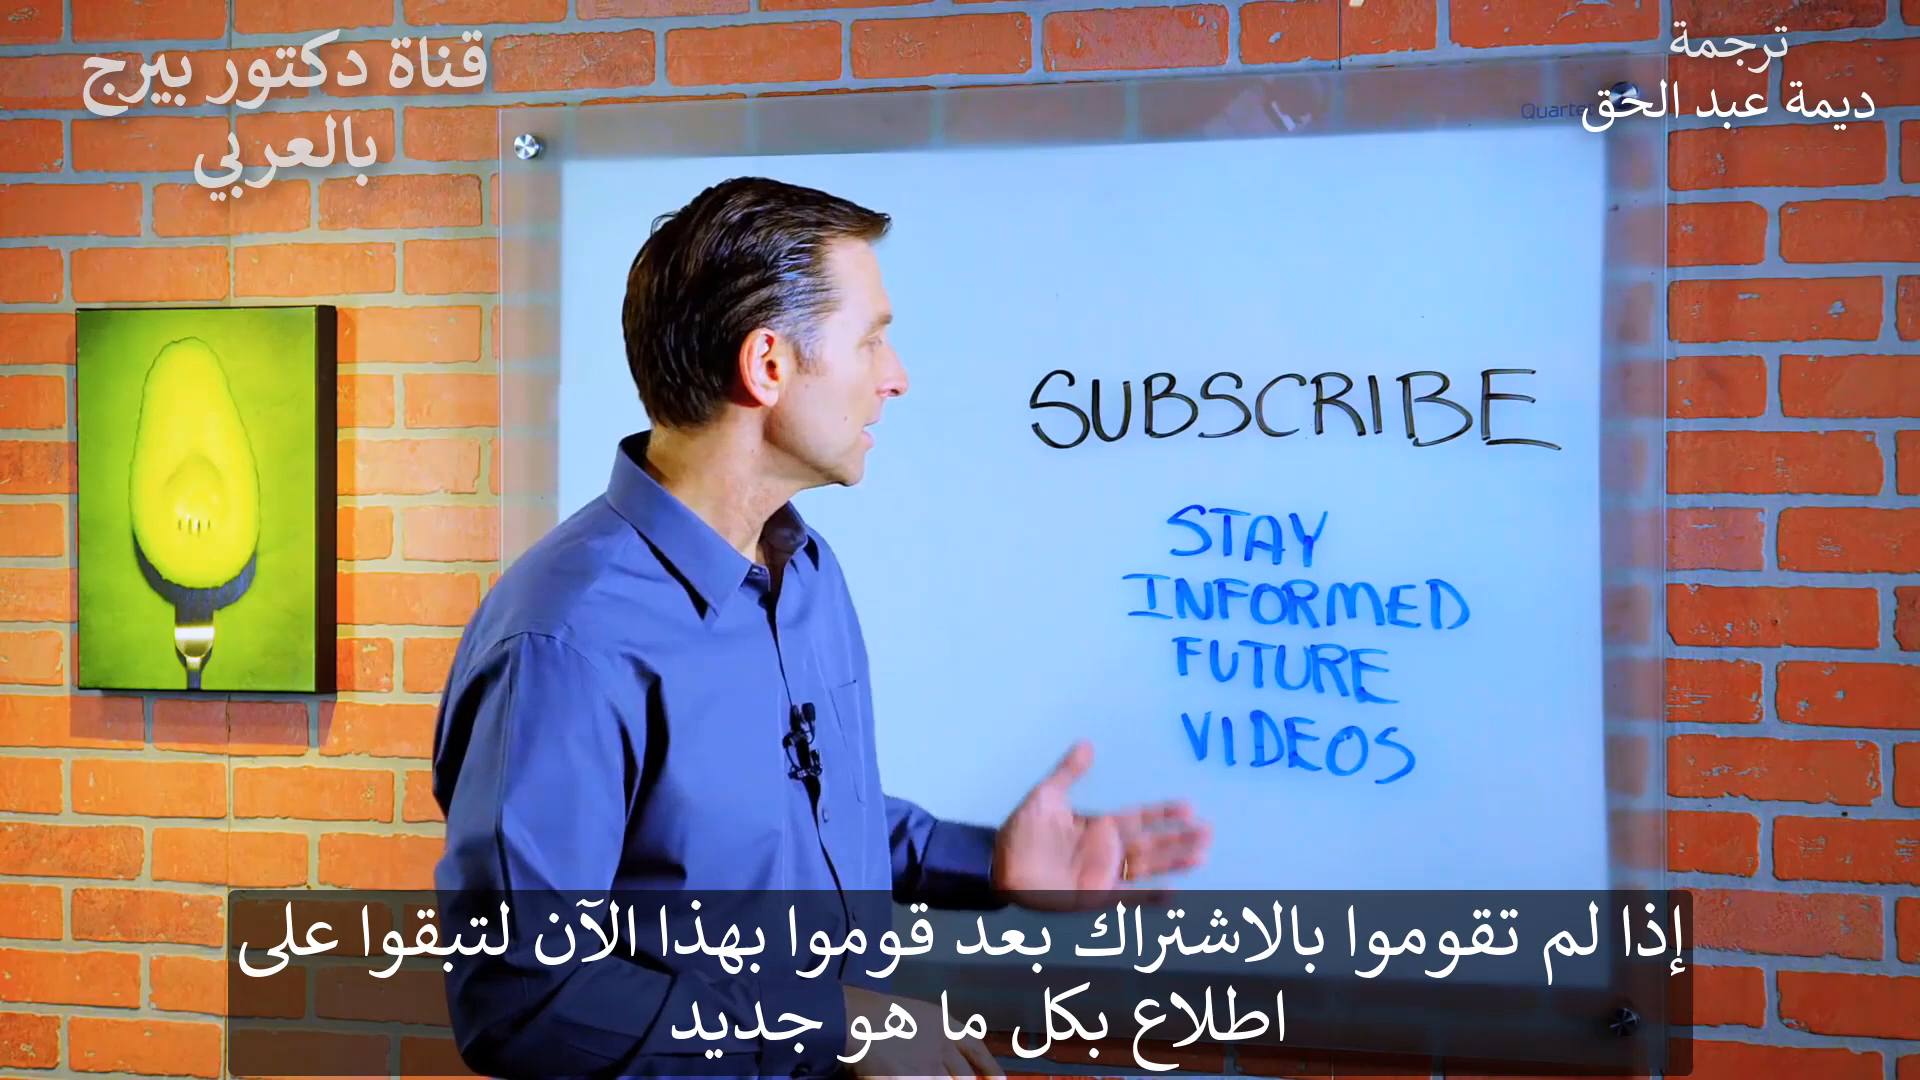 قناة دكتور بيرج
بالعربي
ترجمة
ديمة عبد الحق
Quartet
SUBSCRIBE
STAY
INFORMED
FUTURE
VIDEOS
إذا لم تقوموا بالاشتراك بعد قوموا بهذا الآن لتبقوا على
اطلاع بكل ما هو جديد